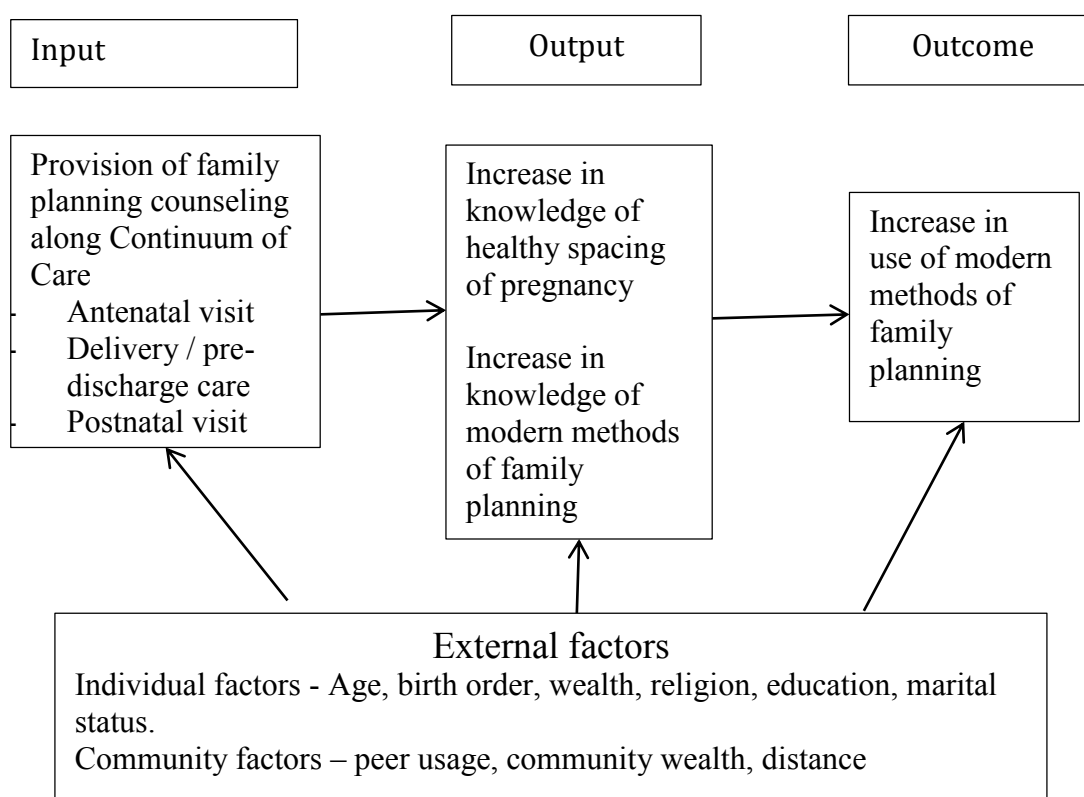 Input
Output
Outcome
Provision of family
planning counseling
along Continuum of
Care
- Antenatal visit
- Delivery / pre-
discharge care
- Postnatal visit
Increase in
knowledge of
healthy spacing
of pregnancy
Increase in
knowledge of
modern methods
of family
planning
Increase in
use of modern
methods of
family
planning
External factors
Individual factors - Age, birth order, wealth, religion, education, marital
status.
Community factors – peer usage, community wealth, distance